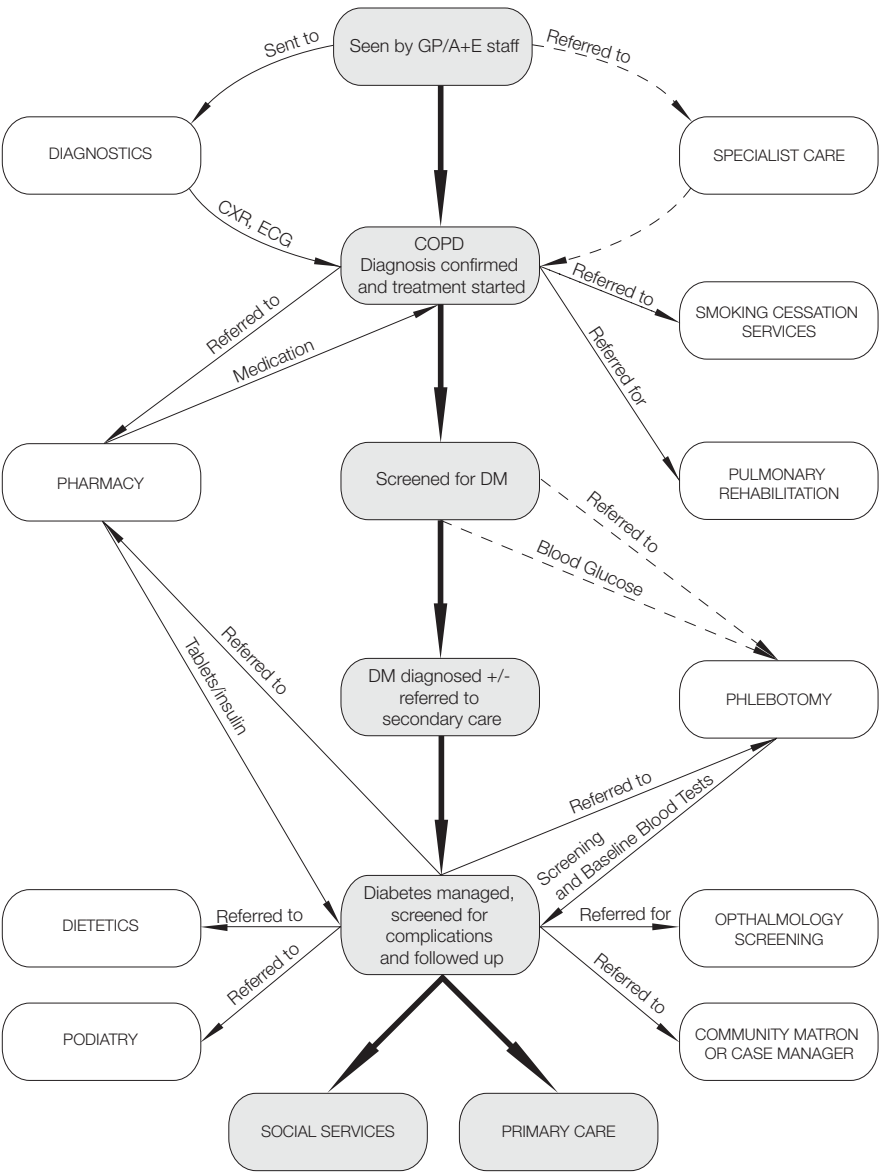 Seen by GP/A+E staff
Sent to
Referred to
DIAGNOSTICS
SPECIALIST CARE
CXR, ECG
COPD
Diagnosis confirmed
and treatment started
Referred to
SMOKING CESSATION
SERVICES
Referred to
Medication
Referred for
PHARMACY
Screened for DM
PULMONARY
REHABILITATION
Referred to
Blood Glucose
Tablets/insulin
Referred to
DM diagnosed +/-
referred to
secondary care
PHLEBOTOMY
Referred to
Screening
and Baseline Blood Tests
Diabetes managed,
screened for
complications
and followed up
DIETETICS
Referred to
Referred for
OPTHALMOLOGY
SCREENING
Referred to
Referred to
PODIATRY
COMMUNITY MATRON
OR CASE MANAGER
SOCIAL SERVICES
PRIMARY CARE